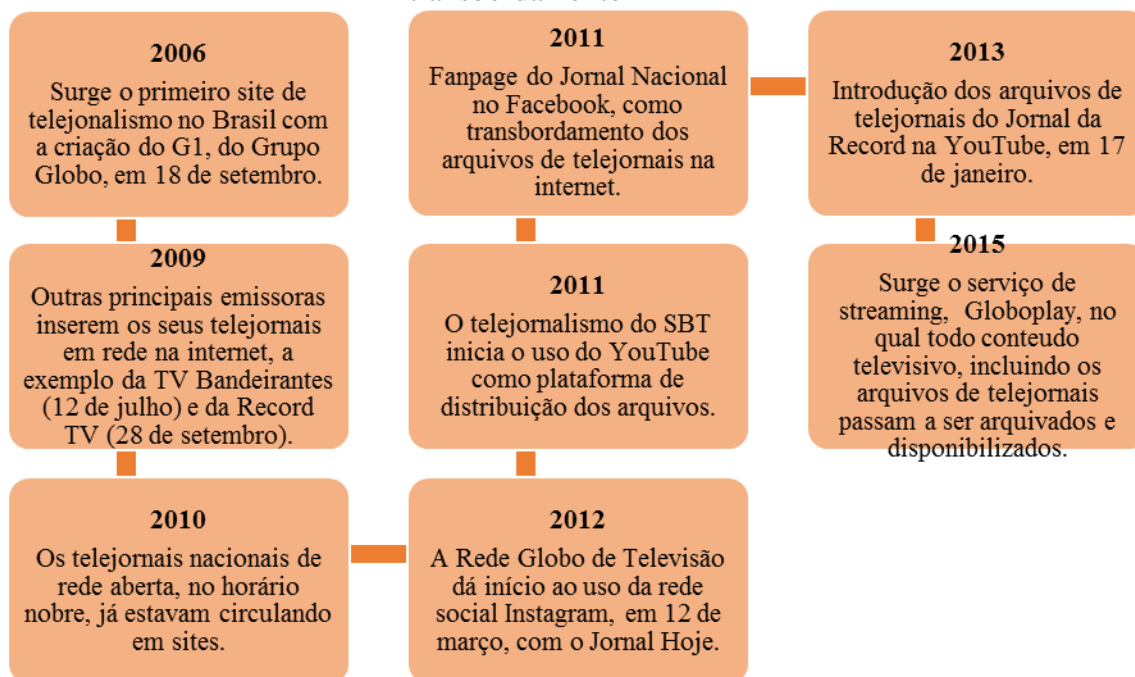 2006
Surge o primeiro site de
telejonalismo no Brasil com
a criação do G1, do Grupo
Globo, em 18 de setembro.
2009
Outras principais emissoras
inserem os seus telejornais
em rede na internet, a
exemplo da TV Bandeirantes
(12 de julho) e da Record
TV (28 de setembro).
2010
Os telejornais nacionais de
rede aberta, no horário
nobre, já estavam circulando
em sites.
2012
A Rede Globo de Televisão
dá início ao uso da rede
social Instagram, em 12 de
março, com o Jornal Hoje.
2011
O telejornalismo do SBT
inicia o uso do YouTube
como plataforma de
distribuição dos arquivos.
2011
Fanpage do Jornal Nacional
no Facebook, como
transbordamento dos
arquivos de telejornais na
internet.
2013
Introdução dos arquivos de
telejornais do Jornal da
Record na YouTube, em 17
de janeiro.
2015
Surge o serviço de
streaming, Globoplay, no
qual todo conteudo
televisivo, incluindo os
arquivos de telejornais
passam a ser arquivados e
disponibilizados.